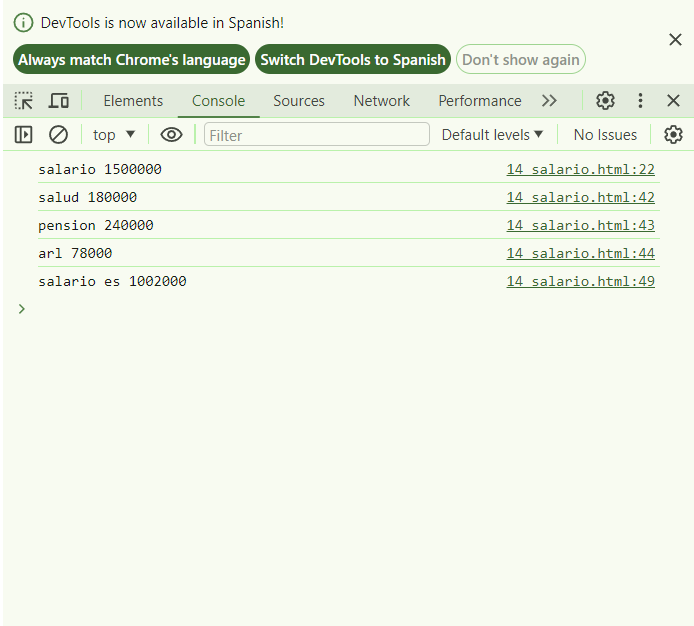 DevTools is now available in Spanish!
Always match Chrome's language Switch DevTools to Spanish Don't show again
Elements Console Sources Network Performance
top Filter Default levels No Issues
salario 1500000 14 salario.html:22
salud 180000 14 salario.html:42
pension 240000 14 salario.html:43
arl 78000 14 salario.html:44
salario es 1002000 14 salario.html:49